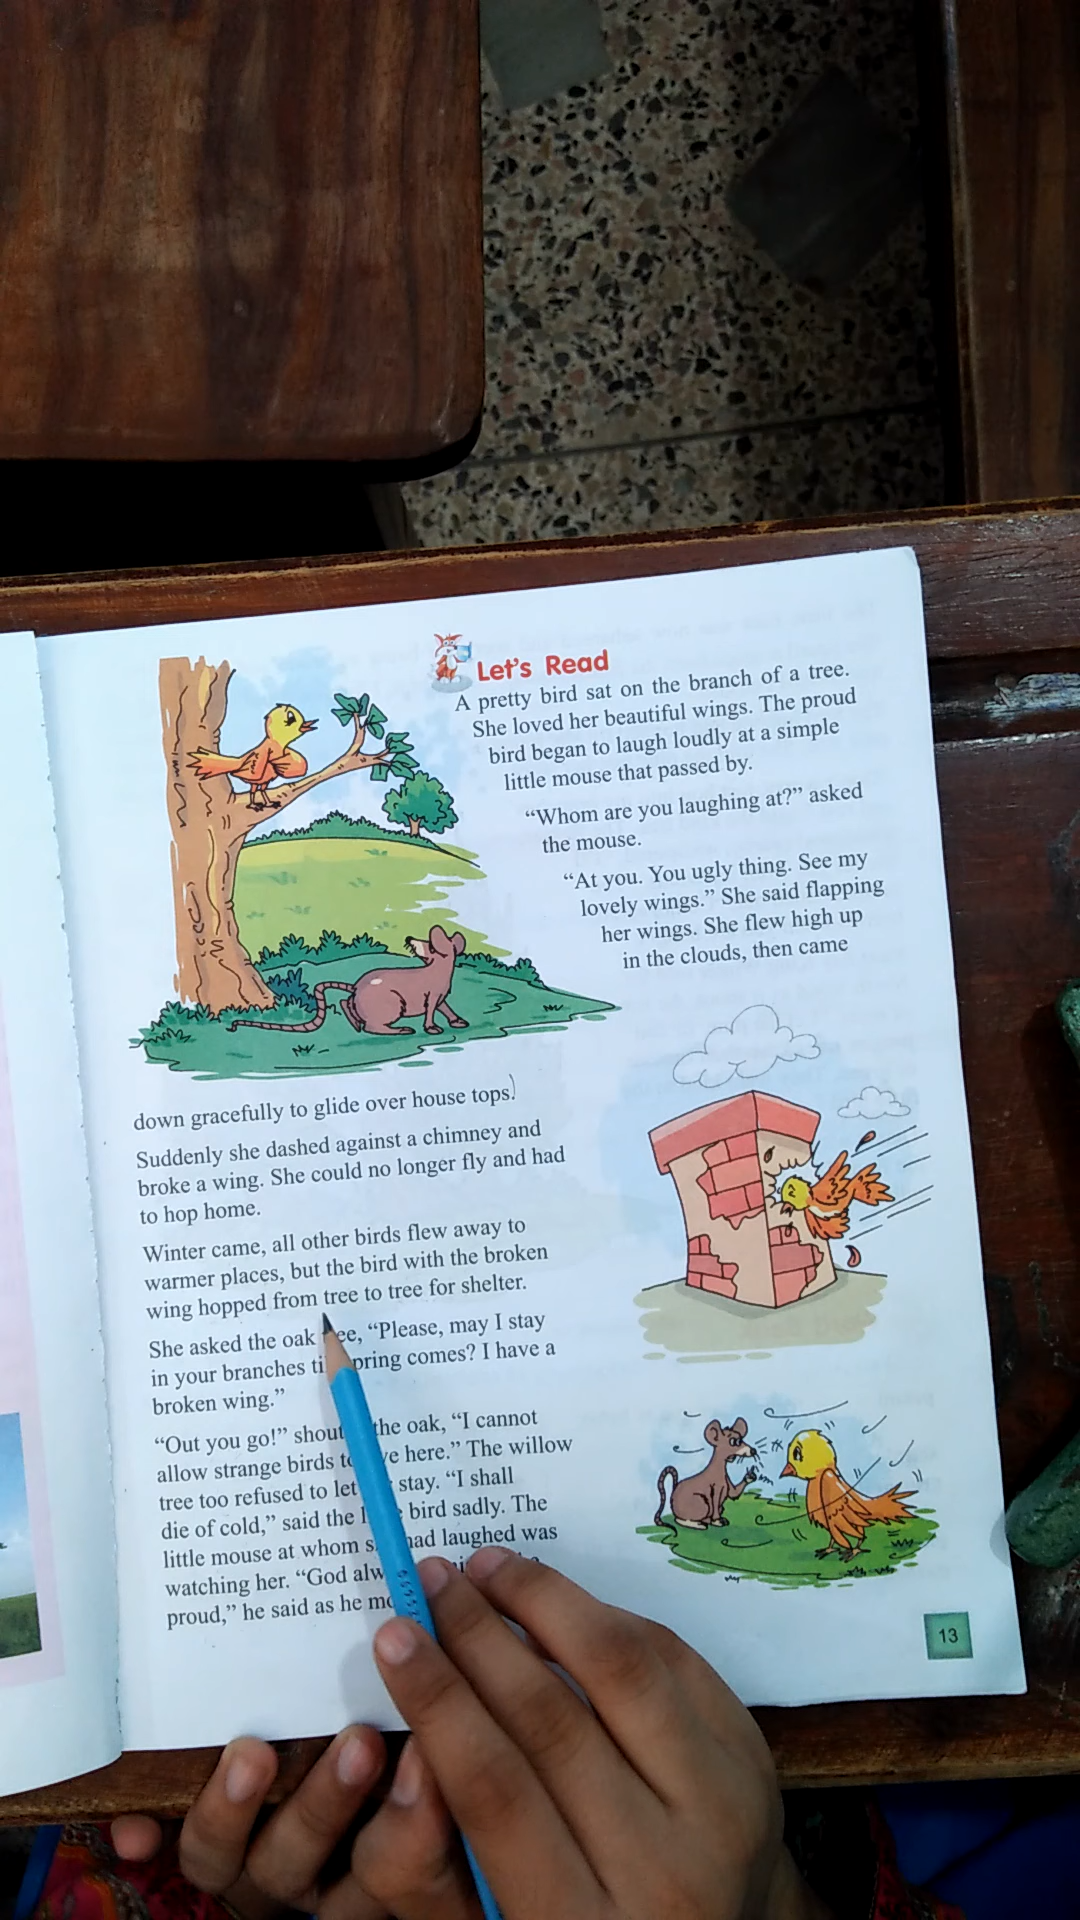 Let's Read
A pretty bird sat on the branch of a tree.
She loved her beautiful wings. The proud
bird began to laugh loudly at a simple
little mouse that passed by.
“Whom are you laughing at?” asked
the mouse.
“At you. You ugly thing. See my
lovely wings.” She said flapping
her wings. She flew high up
in the clouds, then came
down gracefully to glide over house tops.
Suddenly she dashed against a chimney and
broke a wing. She could no longer fly and had
to hop home.
Winter came, all other birds flew away to
warmer places, but the bird with the broken
wing hopped from tree to tree for shelter.
She asked the oak ee, “Please, may I stay
in your branches ti pring comes? I have a
broken wing.”
“Out you go!” shout the oak, “I cannot
allow strange birds to ve here.” The willow
tree too refused to let stay. “I shall
die of cold,” said the l bird sadly. The
little mouse at whom s had laughed was
watching her. “God alw
proud,” he said as he mo
13